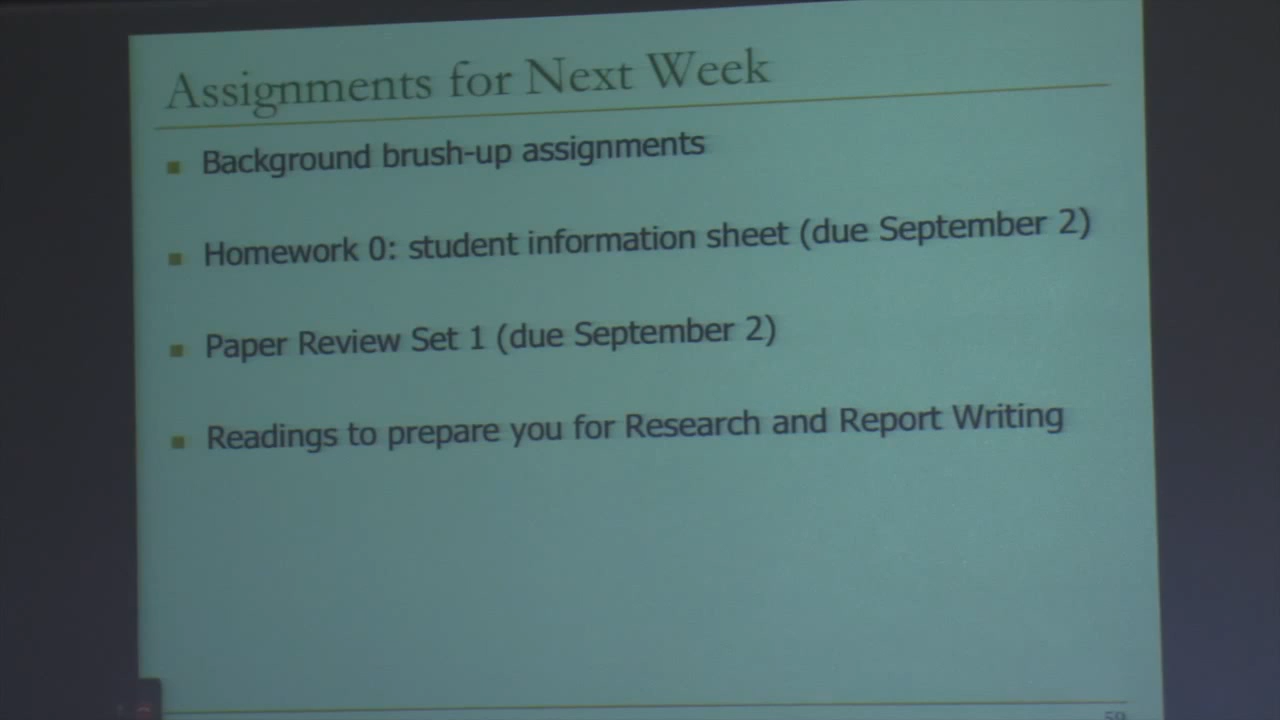 Assignments for Next Week
Background brush-up assignments
Homework 0: student information sheet (due September 2)
Paper Review Set 1 (due September 2)
Readings to prepare you for Research and Report Writing